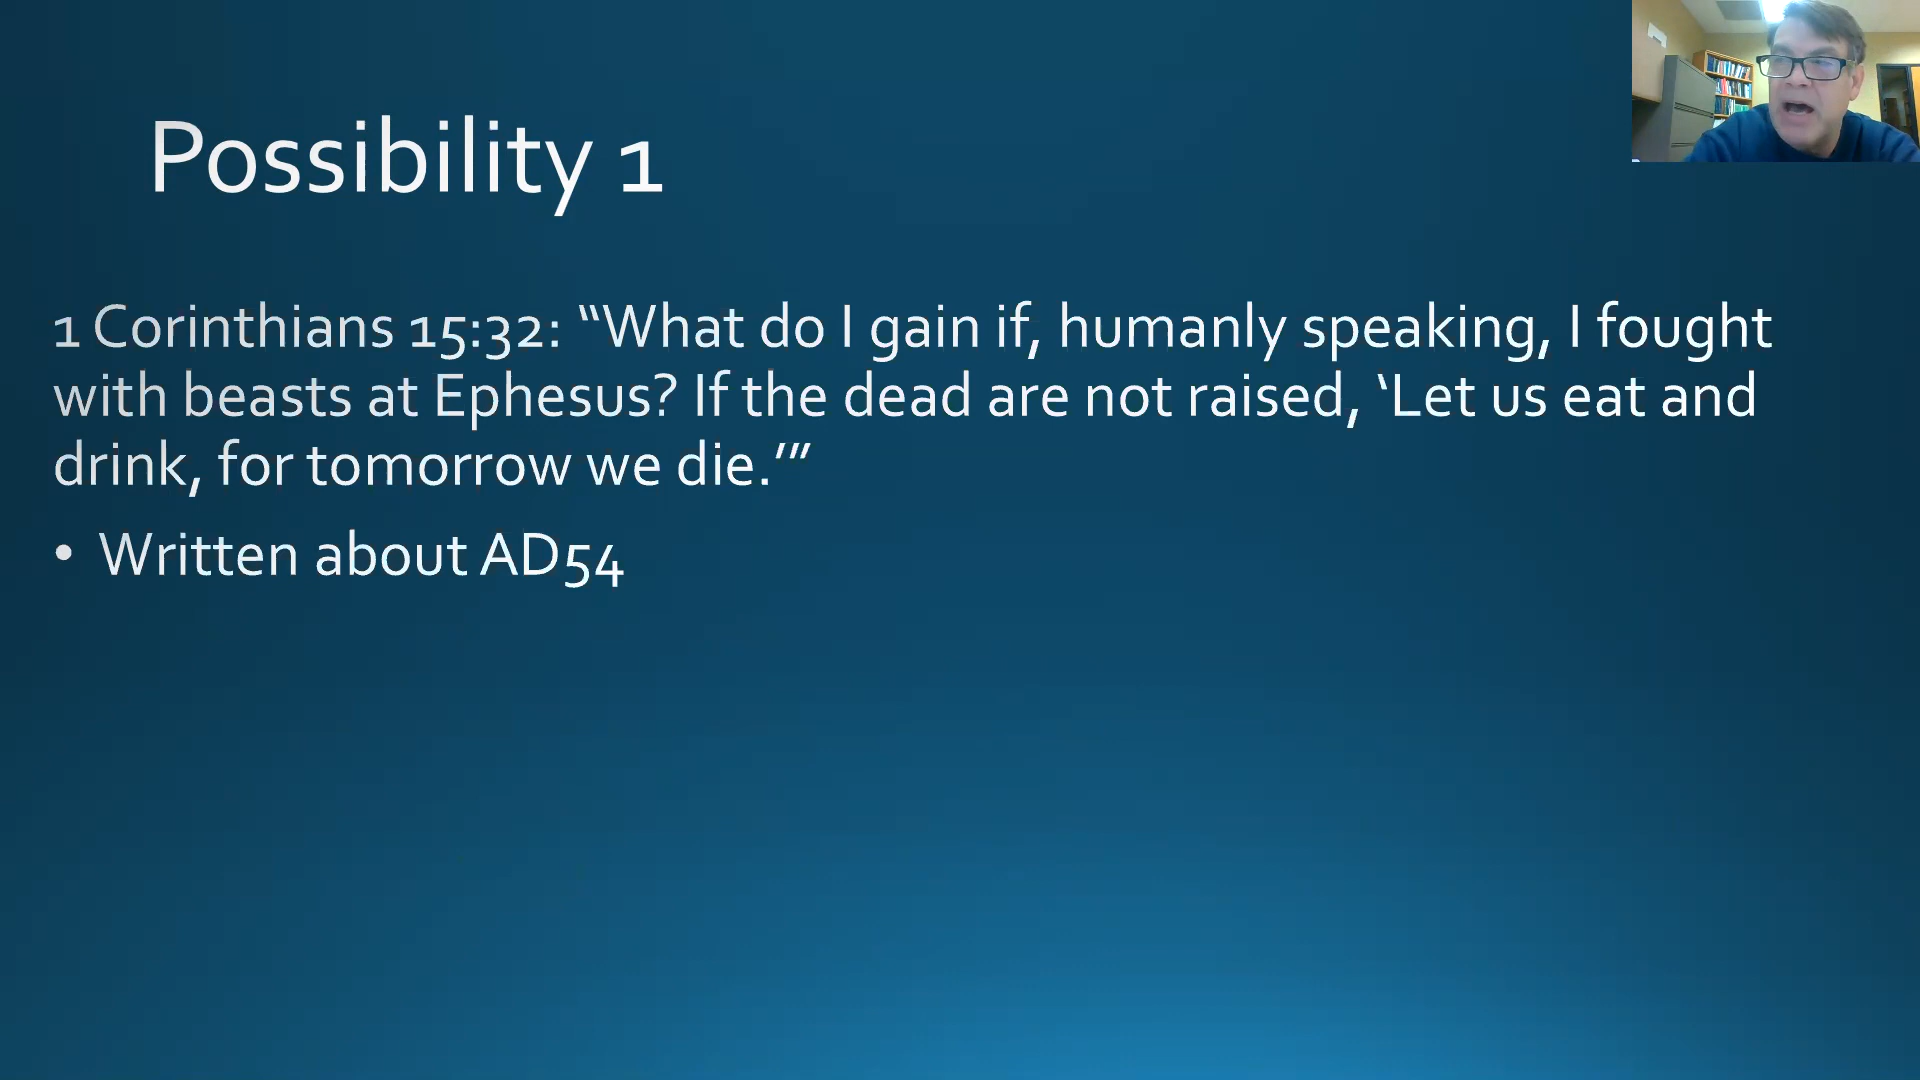 Possibility 1
1 Corinthians 15:32: “What do I gain if, humanly speaking, I fought
with beasts at Ephesus? If the dead are not raised, ‘Let us eat and
drink, for tomorrow we die.’”
• Written about AD54